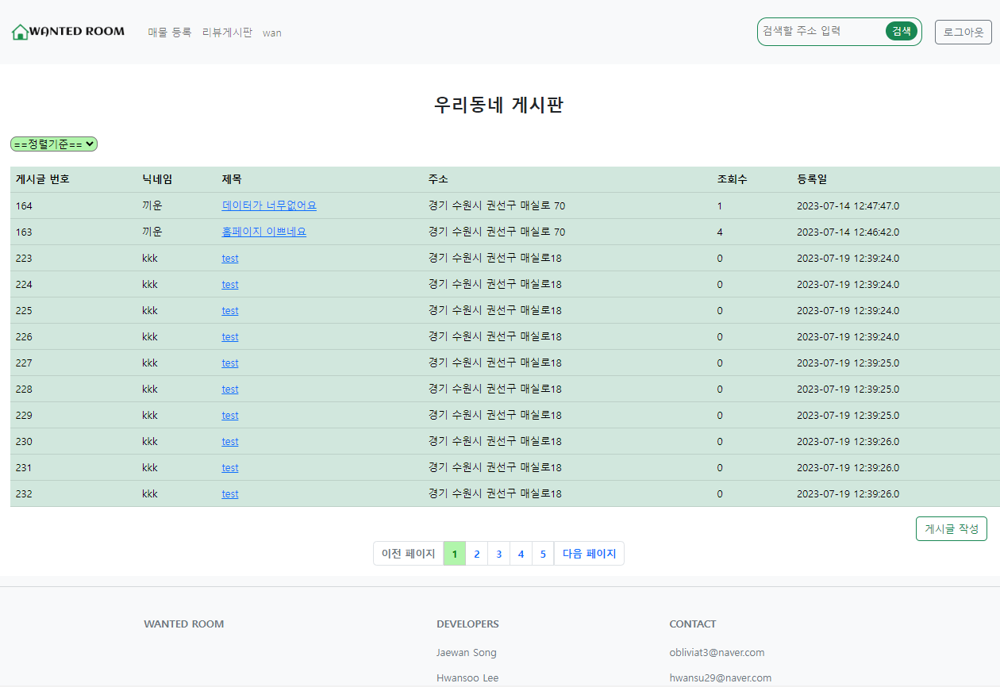 WANTED ROOM 매물 등록 리뷰게시판 wan 검색할 주소 입력 검색 로그아웃
우리동네 게시판
==정렬기준==
게시글 번호 닉네임 제목 주소 조회수 등록일
164 끼운 데이터가 너무없어요 경기 수원시 권선구 매실로 70 1 2023-07-14 12:47:47.0
163 끼운 홈페이지 이쁘네요 경기 수원시 권선구 매실로 70 4 2023-07-14 12:46:42.0
223 kkk test 경기 수원시 권선구 매실로18 0 2023-07-19 12:39:24.0
224 kkk test 경기 수원시 권선구 매실로18 0 2023-07-19 12:39:24.0
225 kkk test 경기 수원시 권선구 매실로18 0 2023-07-19 12:39:24.0
226 kkk test 경기 수원시 권선구 매실로18 0 2023-07-19 12:39:24.0
227 kkk test 경기 수원시 권선구 매실로18 0 2023-07-19 12:39:25.0
228 kkk test 경기 수원시 권선구 매실로18 0 2023-07-19 12:39:25.0
229 kkk test 경기 수원시 권선구 매실로18 0 2023-07-19 12:39:25.0
230 kkk test 경기 수원시 권선구 매실로18 0 2023-07-19 12:39:26.0
231 kkk test 경기 수원시 권선구 매실로18 0 2023-07-19 12:39:26.0
232 kkk test 경기 수원시 권선구 매실로18 0 2023-07-19 12:39:26.0
게시글 작성
이전 페이지 1 2 3 4 5 다음 페이지
WANTED ROOM DEVELOPERS CONTACT
Jaewan Song obliviat3@naver.com
Hwansoo Lee hwansu29@naver.com